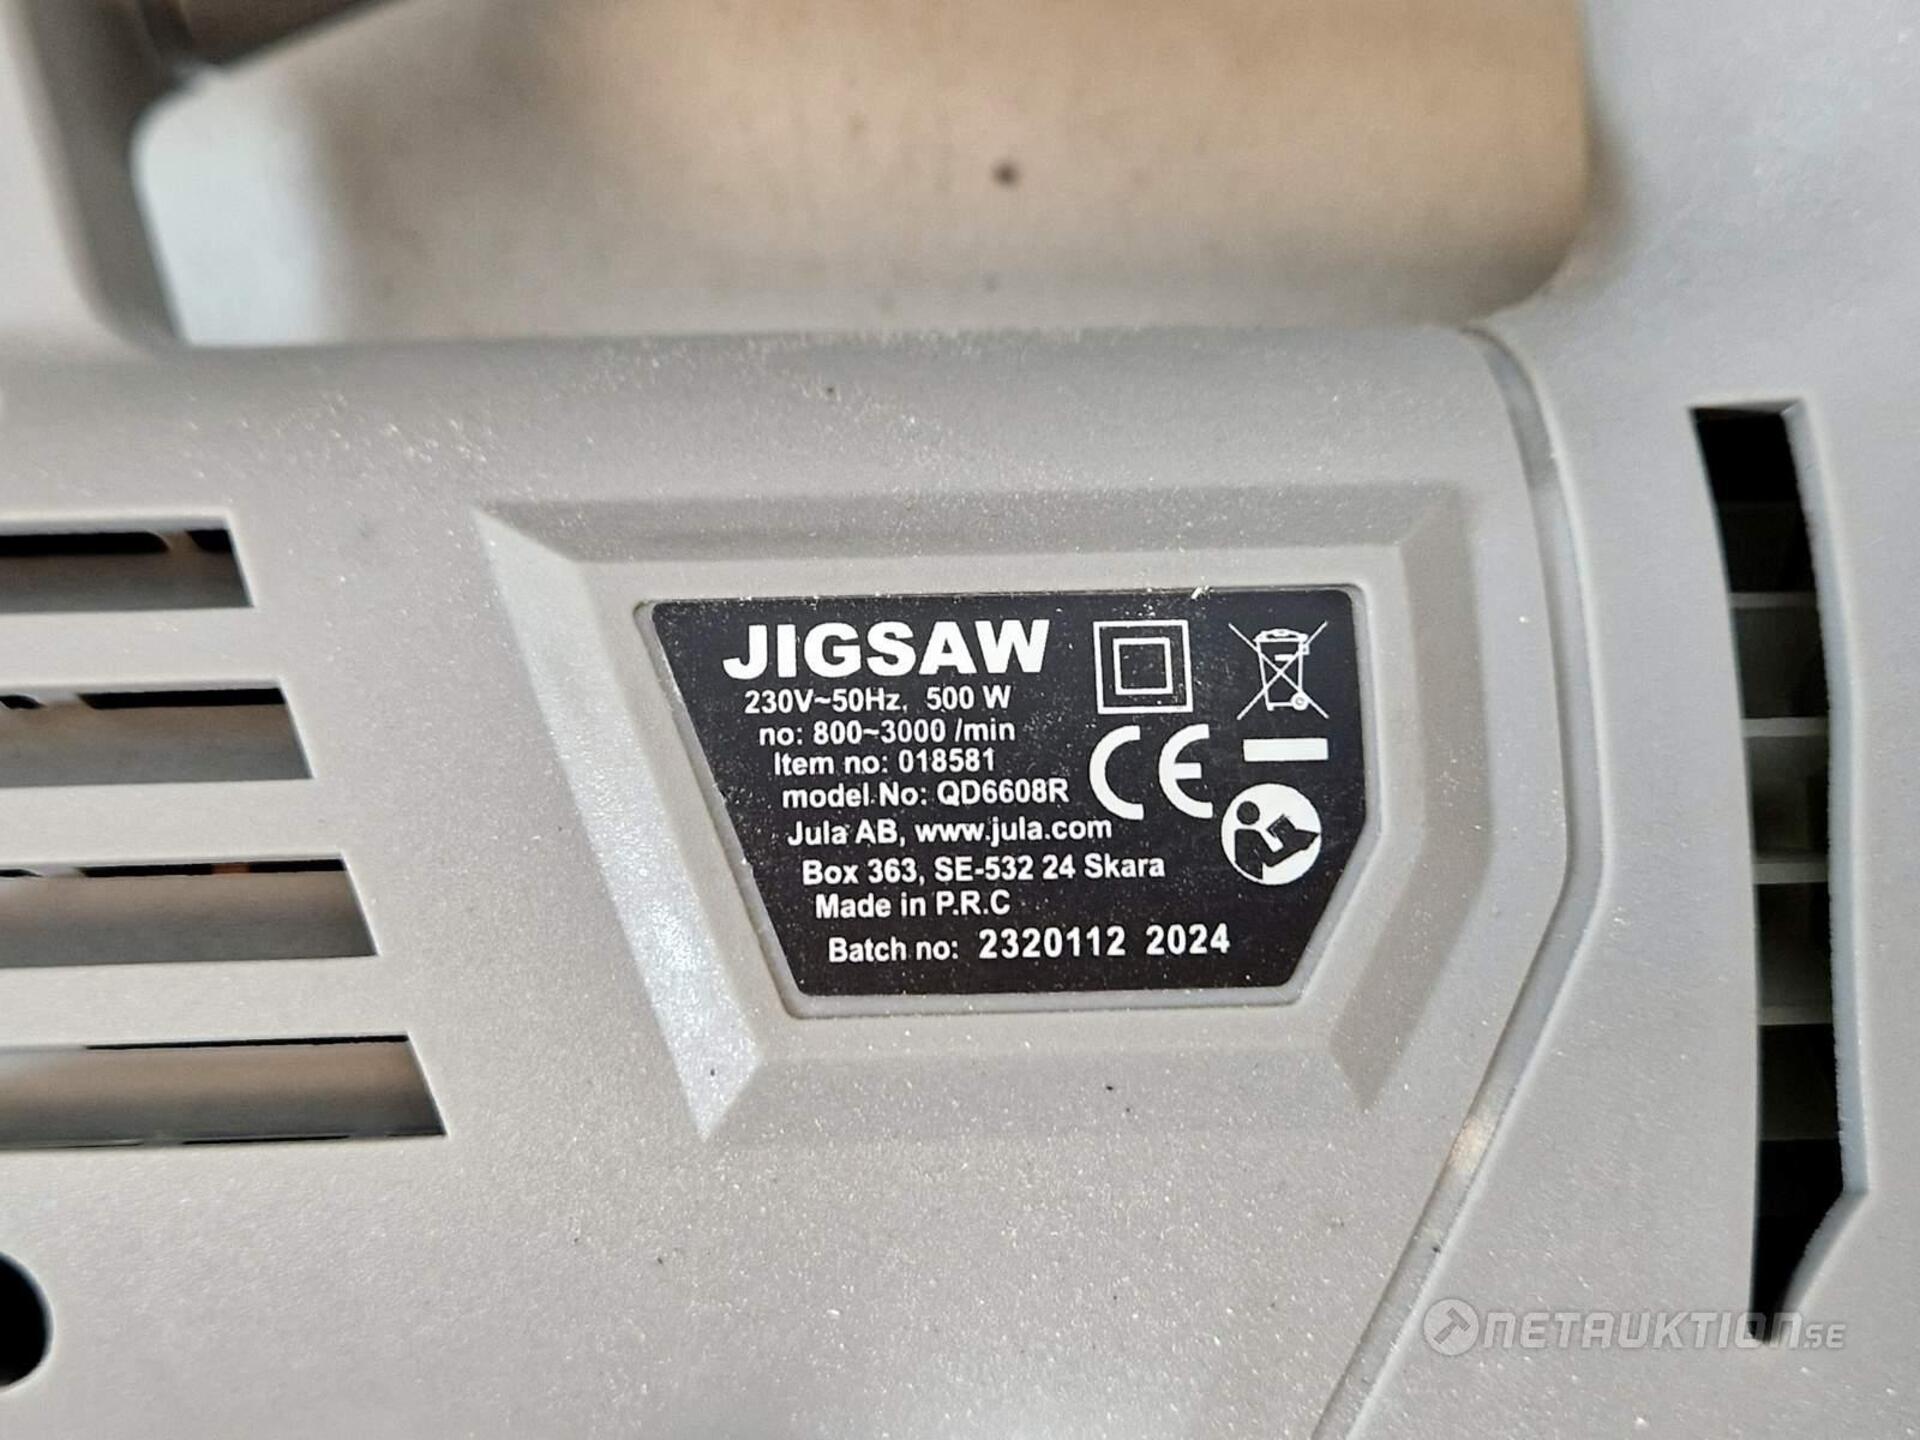 JIGSAW
230V~50Hz, 500 W
no: 800~3000 /min
Item no: 018581
model No: QD6608R
Jula AB, www.jula.com
Box 363, SE-532 24 Skara
Made in P.R.C
Batch no: 2320112 2024
CE
NETAUKTION.SE